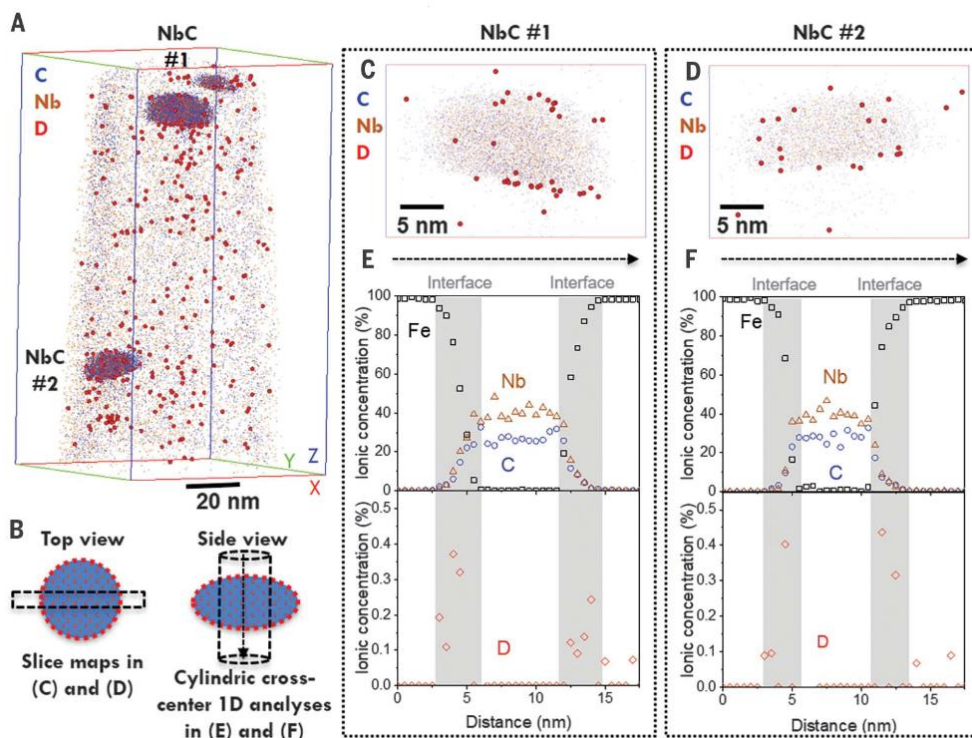 A
NbC
#1
C
Nb
D
NbC
#2
Y
Z
X
20 nm
B
Top view
Side view
Slice maps in
(C) and (D)
Cylindric cross-
center 1D analyses
in (E) and (F)
NbC #1
C
C
Nb
D
5 nm
E
Interface
Interface
100
80
60
40
20
0
Ionic concentration (%)
Fe
Nb
C
0.5
0.4
0.3
0.2
0.1
0.0
Ionic concentration (%)
D
0
5
10
15
Distance (nm)
NbC #2
D
C
Nb
D
5 nm
F
Interface
Interface
100
80
60
40
20
0
Ionic concentration (%)
Fe
Nb
C
0.5
0.4
0.3
0.2
0.1
0.0
Ionic concentration (%)
D
0
5
10
15
Distance (nm)